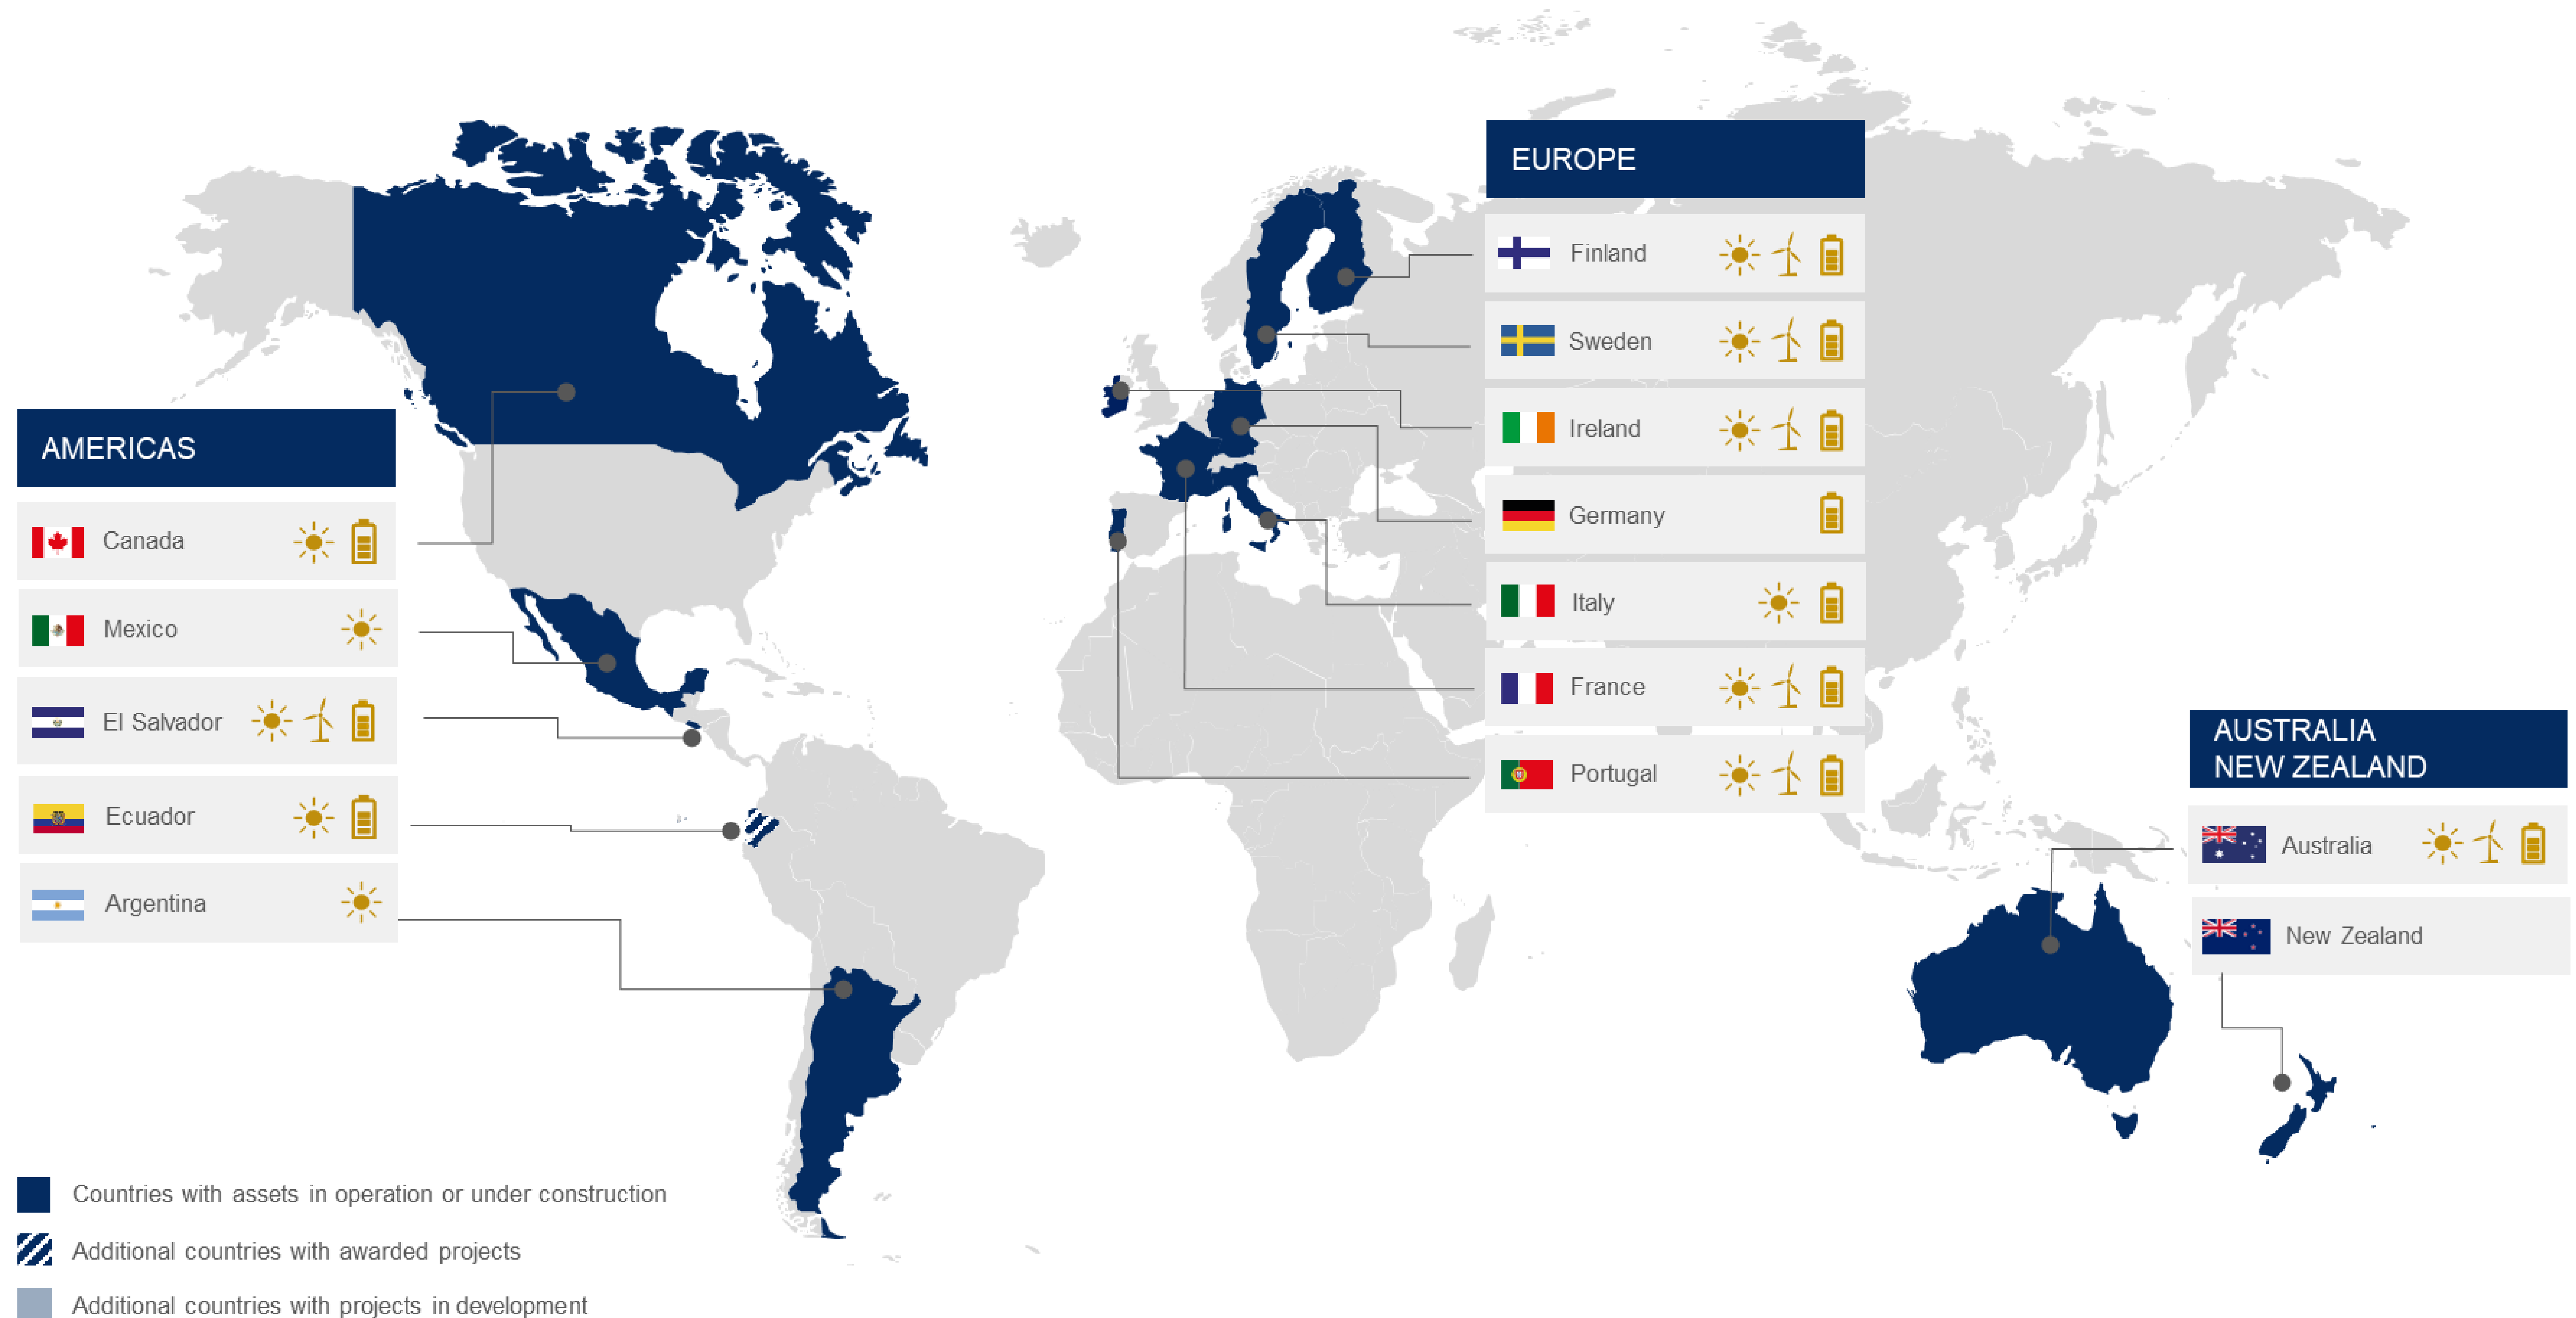 EUROPE
Finland
Sweden
Ireland
Germany
Italy
France
Portugal
AMERICAS
Canada
Mexico
El Salvador
Ecuador
Argentina
AUSTRALIA
NEW ZEALAND
Australia
New Zealand
Countries with assets in operation or under construction
Additional countries with awarded projects
Additional countries with projects in development